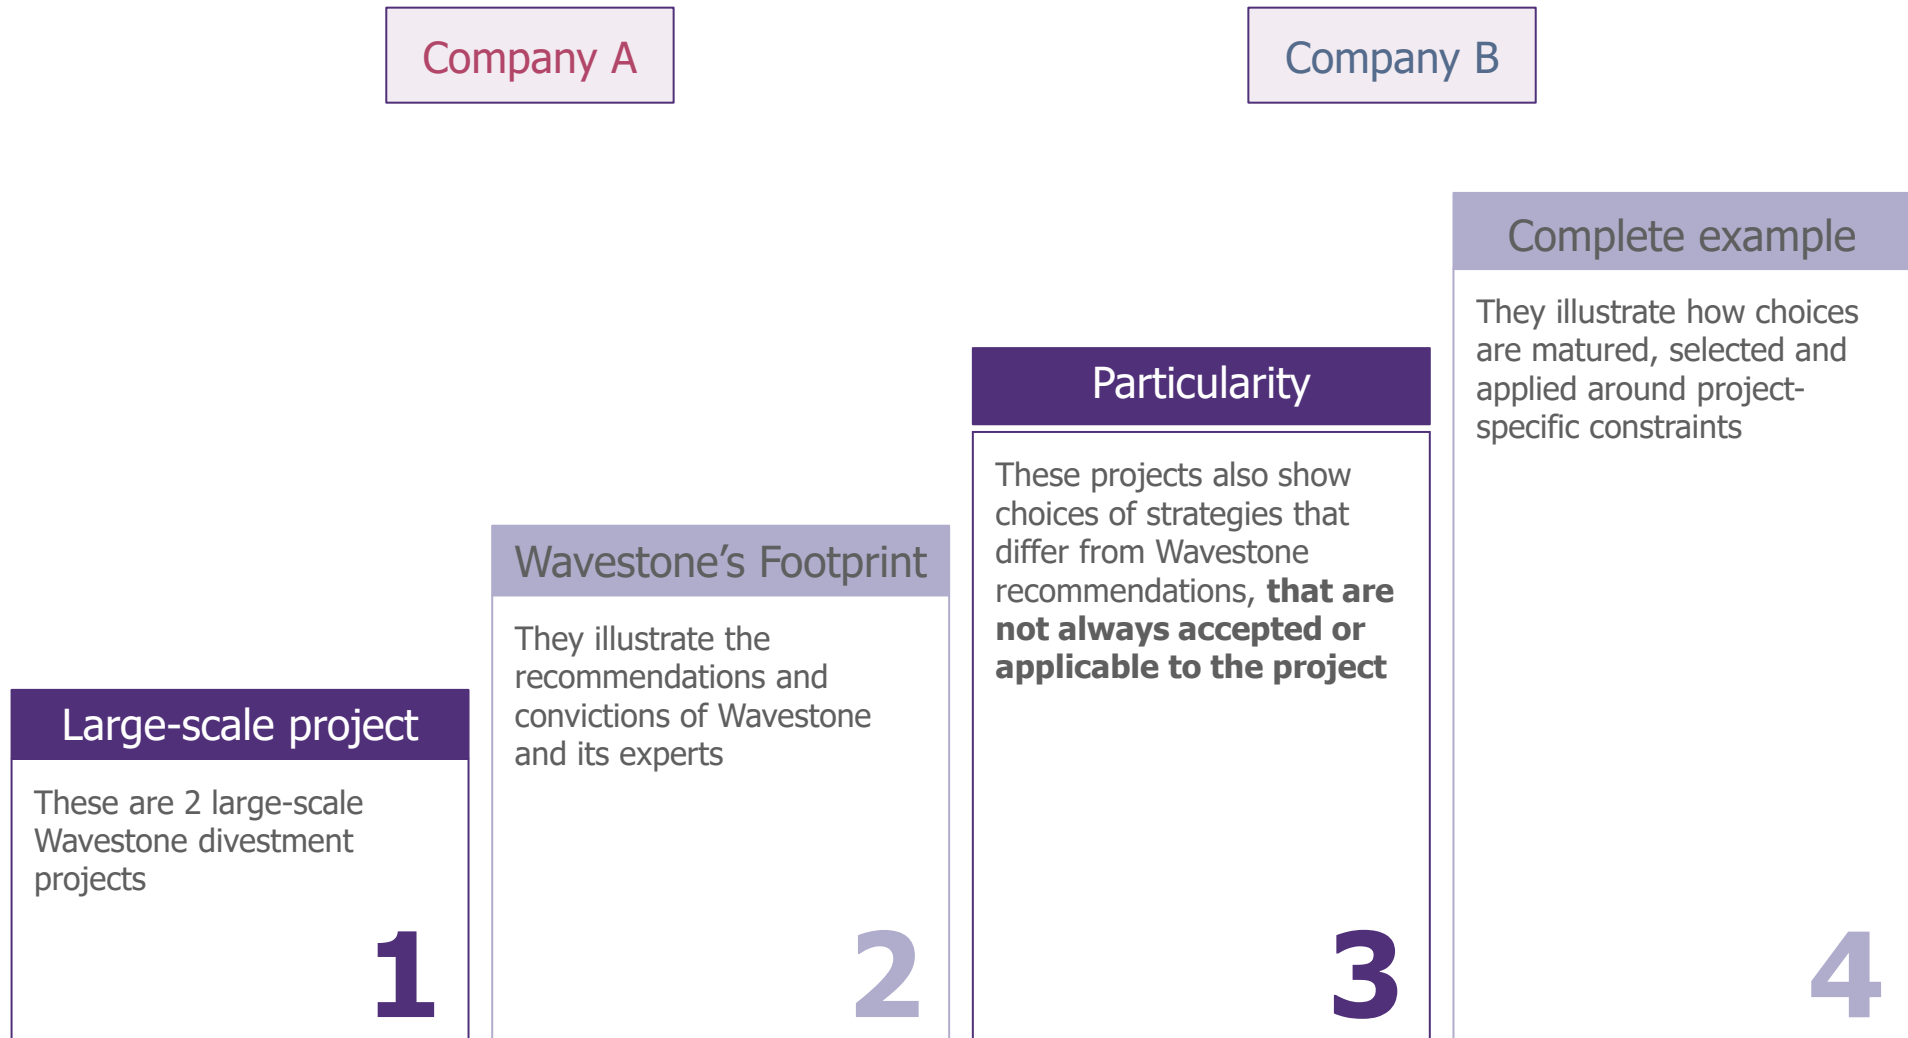 Company A
Company B
Large-scale project
These are 2 large-scale
Wavestone divestment
projects
1
Wavestone’s Footprint
They illustrate the
recommendations and
convictions of Wavestone
and its experts
2
Particularity
These projects also show
choices of strategies that
differ from Wavestone
recommendations, that are
not always accepted or
applicable to the project
3
Complete example
They illustrate how choices
are matured, selected and
applied around project-
specific constraints
4